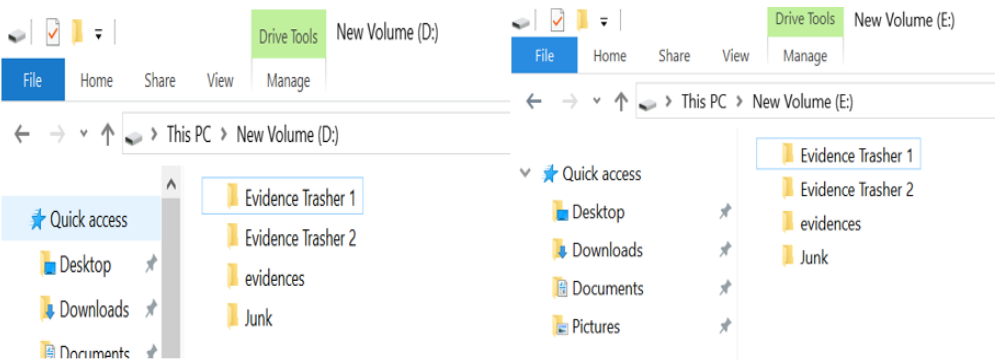 Drive Tools New Volume (D:)
File Home Share View Manage
This PC > New Volume (D:)
Quick access
Desktop
Downloads
Documents
Evidence Trasher 1
Evidence Trasher 2
evidences
Junk
Drive Tools New Volume (E:)
File Home Share View Manage
This PC > New Volume (E:)
Quick access
Desktop
Downloads
Documents
Pictures
Evidence Trasher 1
Evidence Trasher 2
evidences
Junk